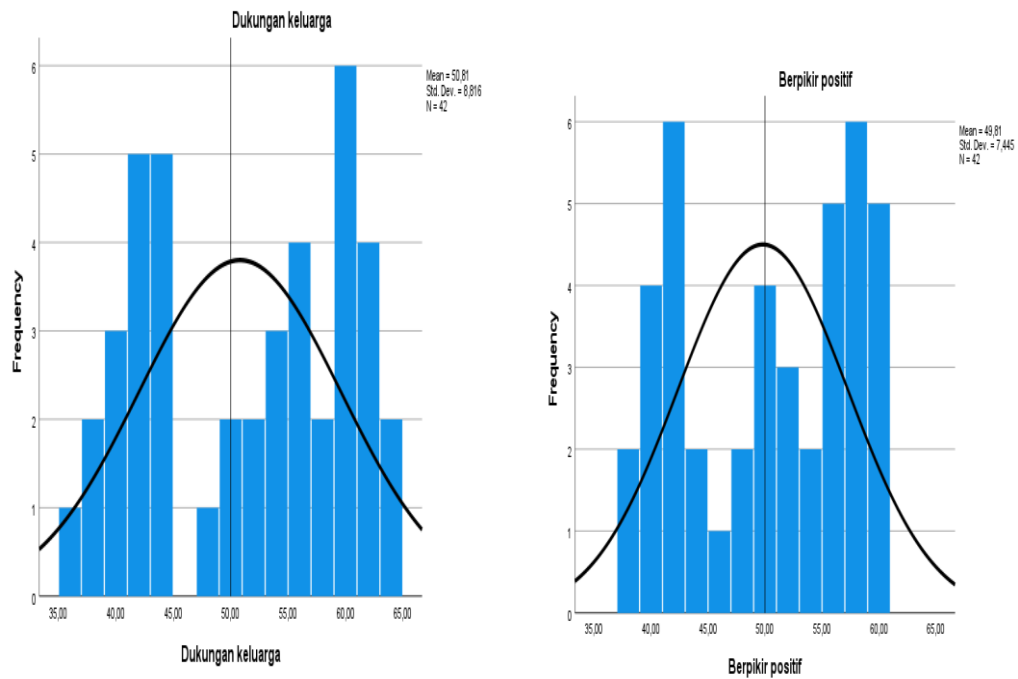 Dukungan keluarga
Mean = 50,81
Std. Dev. = 8,816
N = 42
6
5
4
3
2
1
0
Frequency
35,00 40,00 45,00 50,00 55,00 60,00 65,00
Dukungan keluarga
Berpikir positif
Mean = 49,81
Std. Dev. = 7,445
N = 42
6
5
4
3
2
1
0
Frequency
35,00 40,00 45,00 50,00 55,00 60,00 65,00
Berpikir positif